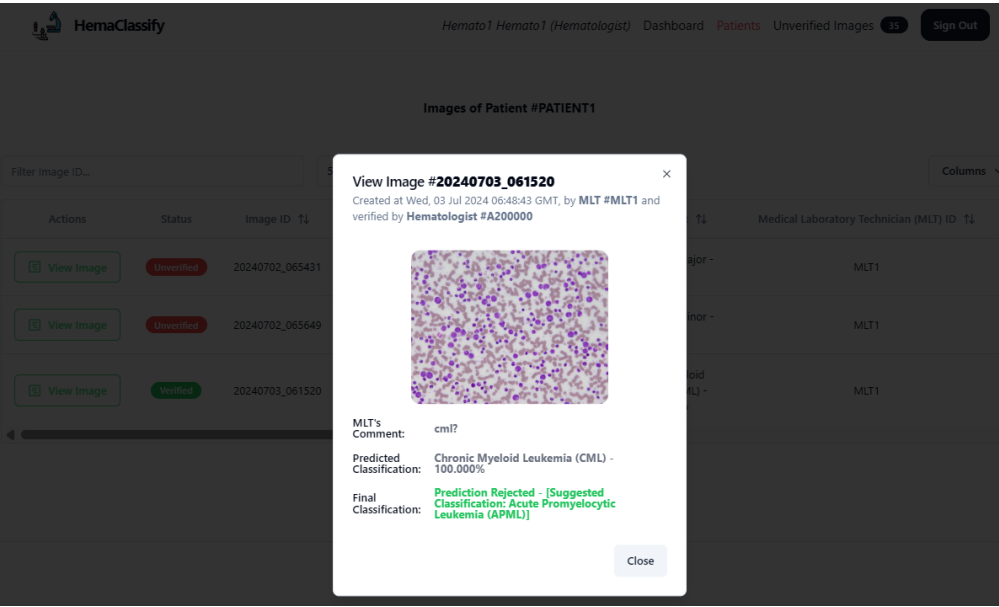 HemaClassify
Hemato1 Hemato1 (Hematologist) Dashboard Patients Unverified Images 35 Sign Out
Images of Patient #PATIENT1
Filter Image ID...
Columns
Actions Status Image ID Medical Laboratory Technician (MLT) ID
View Image Unverified 20240702_065431 MLT1
View Image Unverified 20240702_065649 MLT1
View Image Verified 20240703_061520 MLT1
View Image #20240703_061520
Created at Wed, 03 Jul 2024 06:48:43 GMT, by MLT #MLT1 and
verified by Hematologist #A200000
MLT's
Comment:
cml?
Predicted
Classification:
Chronic Myeloid Leukemia (CML) -
100.000%
Final
Classification:
Prediction Rejected - [Suggested
Classification: Acute Promyelocytic
Leukemia (APML)]
Close